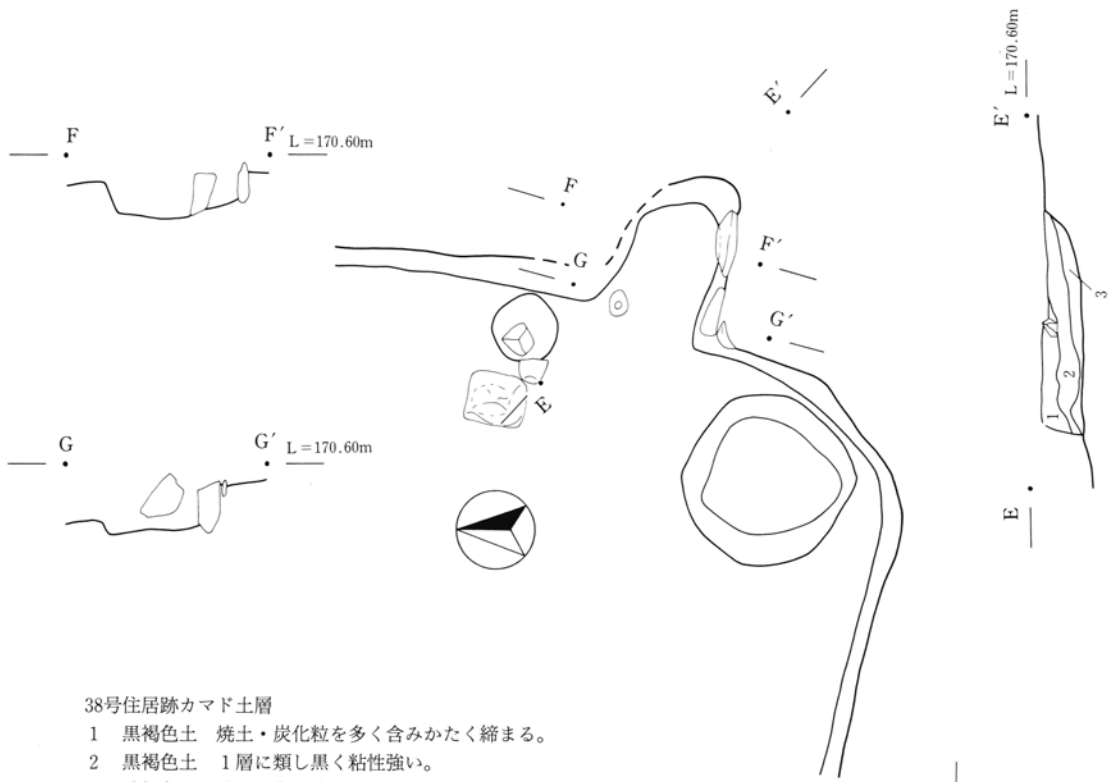 F
F′ L=170.60m
E′
E′ L=170.60m
F
G
F′
G′
E
G
G′ L=170.60m
1
2
3
E
38号住居跡カマド土層
1 黒褐色土 焼土・炭化粒を多く含みかたく締まる。
2 黒褐色土 1層に類し黒く粘性強い。